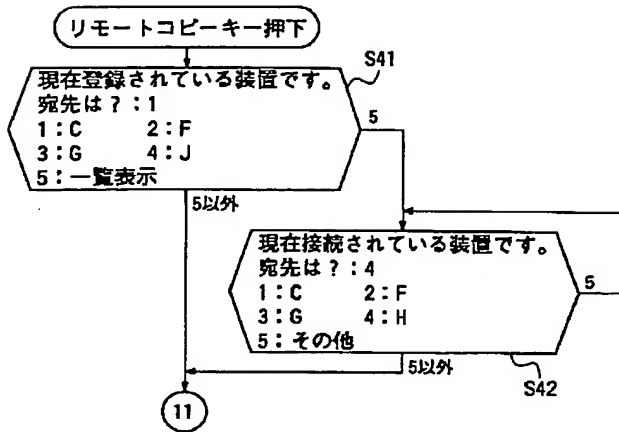 リモートコピーキー押下
S41
現在登録されている装置です。
宛先は？:1
1:C 2:F
3:G 4:J
5:一覧表示
5
5以外
現在接続されている装置です。
宛先は？:4
1:C 2:F
3:G 4:H
5:その他
5
5以外
S42
11